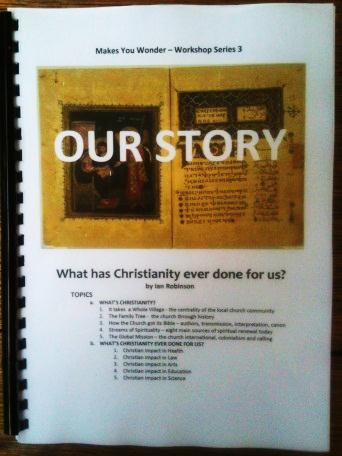 Makes You Wonder – Workshop Series 3
OUR STORY
What has Christianity ever done for us?
by Ian Robinson
TOPICS
a. WHAT'S CHRISTIANITY?
1. It takes a Whole Village - the centrality of the local church community
2. The Family Tree - the church through history
3. How the Church got its Bible – authors, transmission, interpretation, canon
4. Streams of Spirituality – eight main sources of spiritual renewal today
5. The Global Mission – the church international, colonialism and calling
b. WHAT'S CHRISTIANITY EVER DONE FOR US?
1. Christian impact in Health
2. Christian impact in Law
3. Christian impact in Arts
4. Christian impact in Education
5. Christian impact in Science